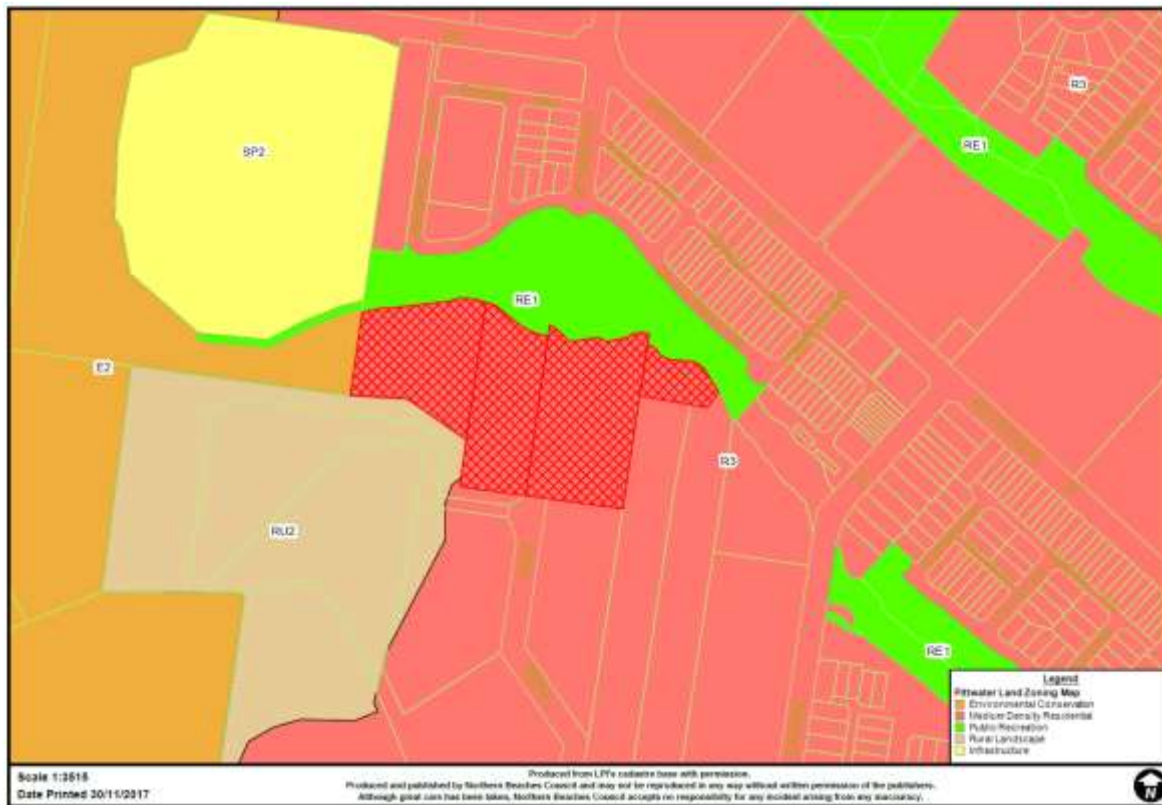 SP2
R3
RE1
RE1
E2
R3
RU2
RE1
Legend
Pittwater Land Zoning Map
Environmental Conservation
Medium Density Residential
Public Recreation
Rural Landscape
Infrastructure
Scale 1:3515
Date Printed 30/11/2017
Produced from LPI's cadastre base with permission.
Produced and published by Northern Beaches Council and may not be reproduced in any way without written permission of the publishers.
Although great care has been taken, Northern Beaches Council accepts no responsibility for any incident arising from any inaccuracy.
N